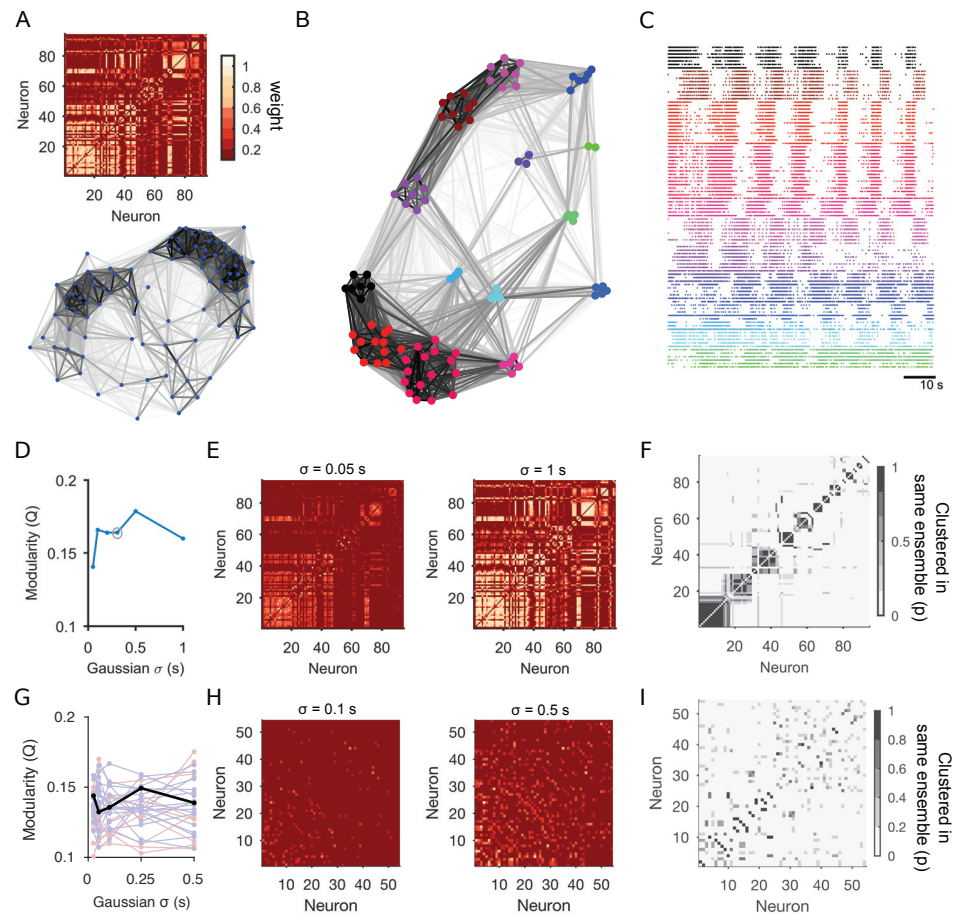 A
B
C
80
60
40
20
Neuron
20 40 60 80
Neuron
1
0.8
0.6
0.4
0.2
weight
10 s
D
E
F
0.2
0.15
0.1
Modularity (Q)
0 0.5 1
Gaussian σ (s)
σ = 0.05 s
80
60
40
20
Neuron
20 40 60 80
Neuron
σ = 1 s
80
60
40
20
Neuron
20 40 60 80
Neuron
80
60
40
20
Neuron
20 40 60 80
Neuron
1
0.5
0
Clustered in
same ensemble (p)
G
H
I
0.2
0.15
0.1
Modularity (Q)
0 0.25 0.5
Gaussian σ (s)
σ = 0.1 s
50
40
30
20
10
Neuron
10 20 30 40 50
Neuron
σ = 0.5 s
50
40
30
20
10
Neuron
10 20 30 40 50
Neuron
50
40
30
20
10
Neuron
10 20 30 40 50
Neuron
1
0.8
0.6
0.4
0.2
0
Clustered in
same ensemble (p)